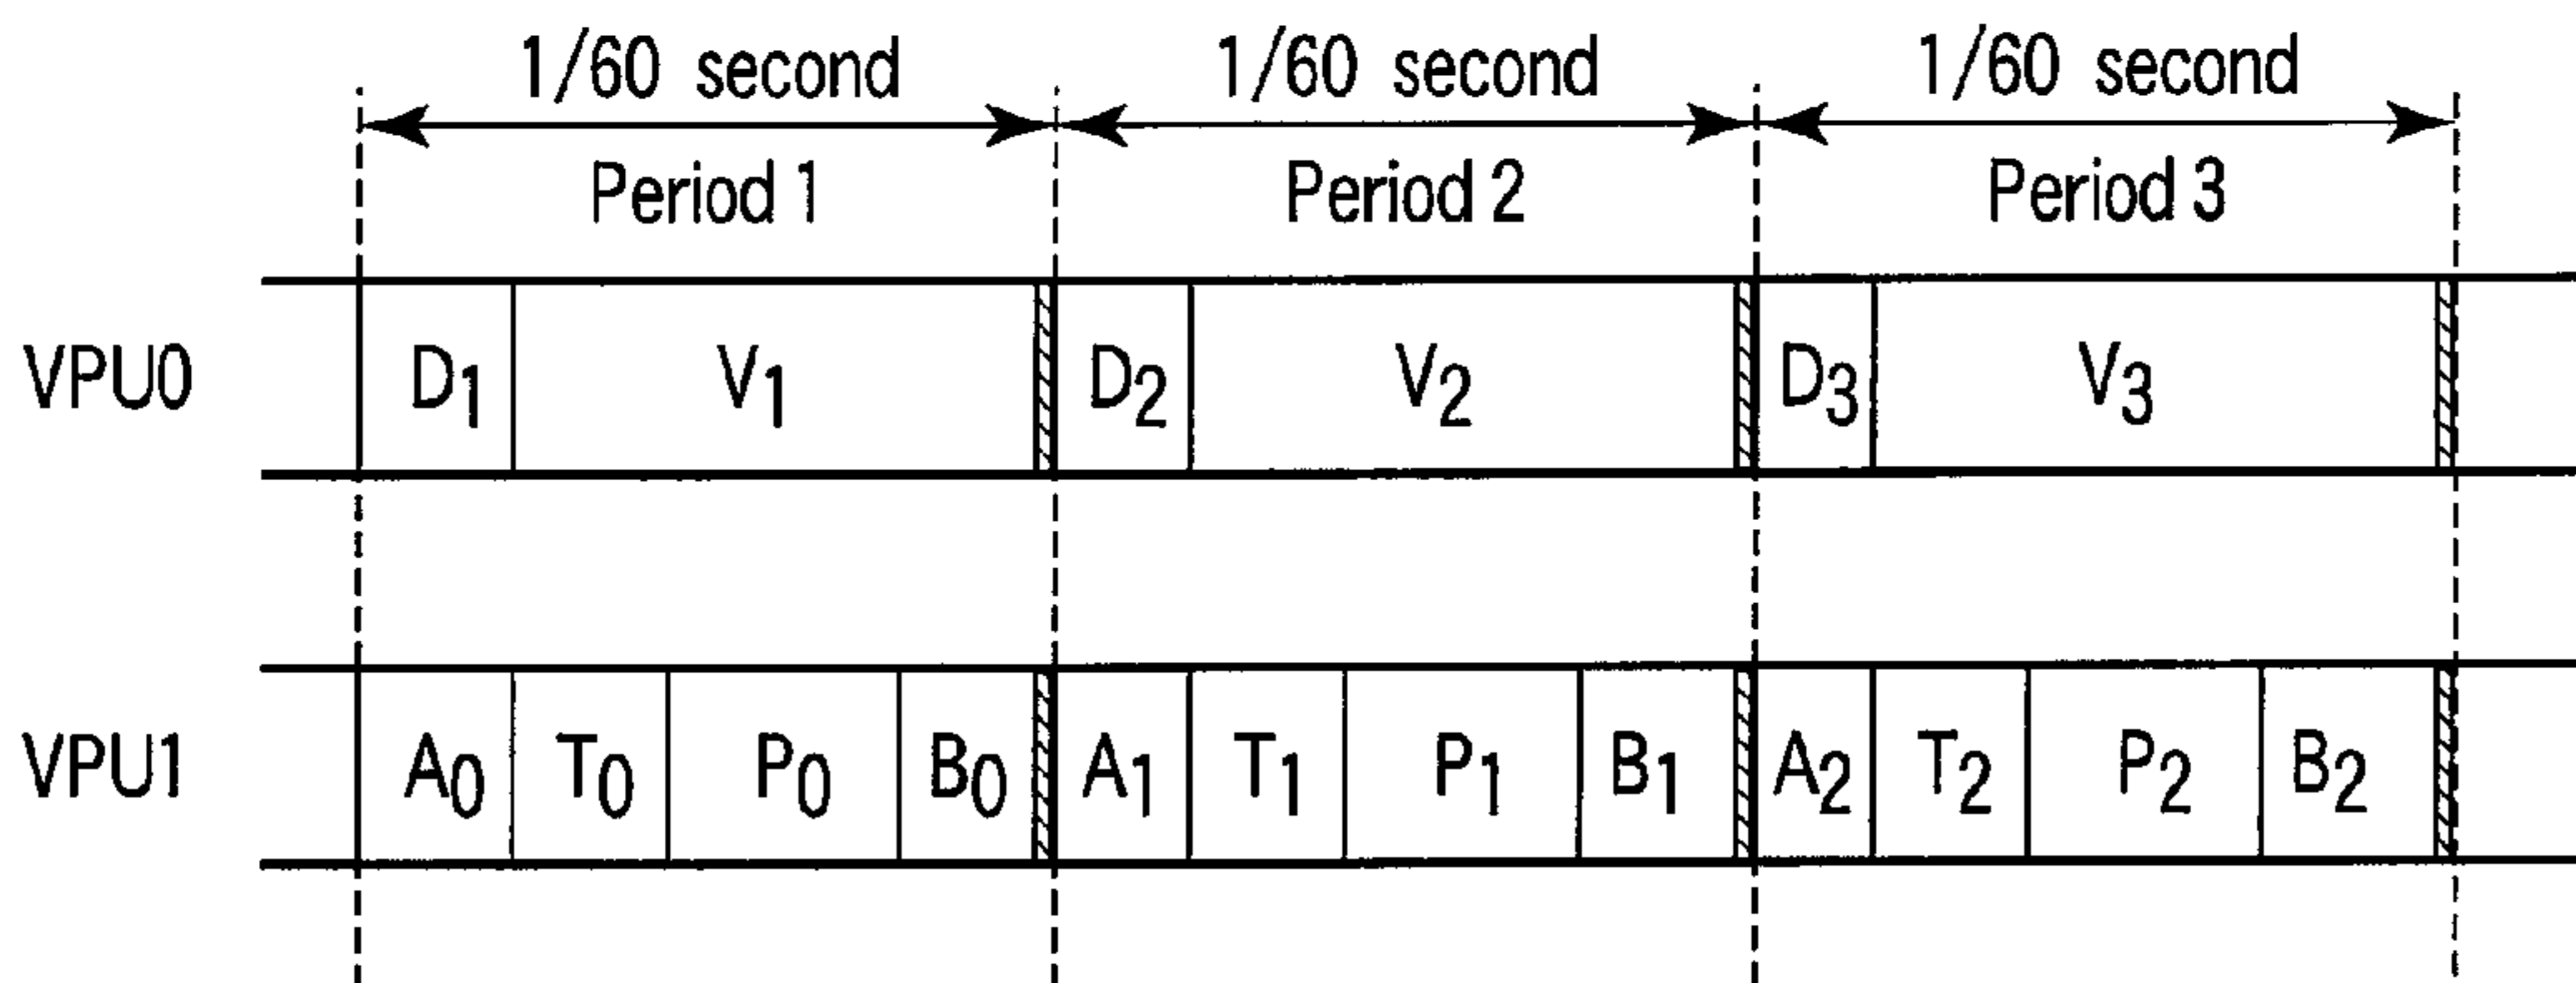 1/60 second 1/60 second 1/60 second
Period 1 Period 2 Period 3
VPU0 D1 V1 D2 V2 D3 V3
VPU1 A0 T0 P0 B0 A1 T1 P1 B1 A2 T2 P2 B2